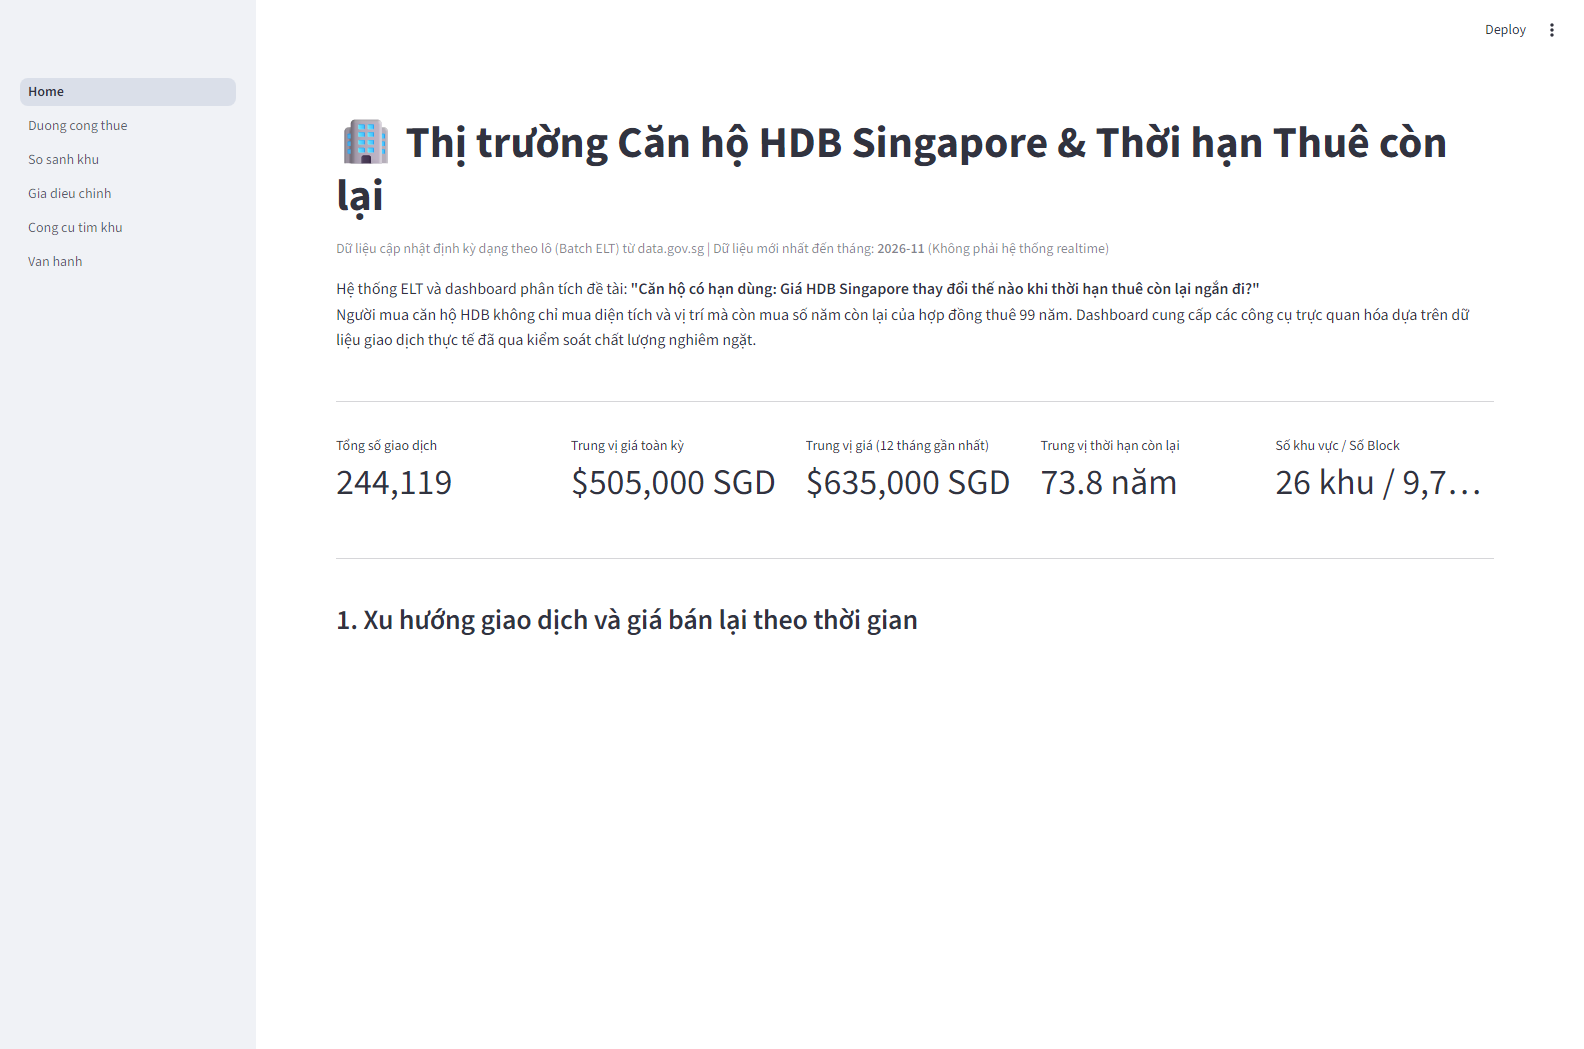 Deploy
Home
Duong cong thue
So sanh khu
Gia dieu chinh
Cong cu tim khu
Van hanh
Thị trường Căn hộ HDB Singapore & Thời hạn Thuê còn
lại
Dữ liệu cập nhật định kỳ dạng theo lô (Batch ELT) từ data.gov.sg | Dữ liệu mới nhất đến tháng: 2026-11 (Không phải hệ thống realtime)
Hệ thống ELT và dashboard phân tích đề tài: "Căn hộ có hạn dùng: Giá HDB Singapore thay đổi thế nào khi thời hạn thuê còn lại ngắn đi?"
Người mua căn hộ HDB không chỉ mua diện tích và vị trí mà còn mua số năm còn lại của hợp đồng thuê 99 năm. Dashboard cung cấp các công cụ trực quan hóa dựa trên dữ
liệu giao dịch thực tế đã qua kiểm soát chất lượng nghiêm ngặt.
Tổng số giao dịch
244,119
Trung vị giá toàn kỳ
$505,000 SGD
Trung vị giá (12 tháng gần nhất)
$635,000 SGD
Trung vị thời hạn còn lại
73.8 năm
Số khu vực / Số Block
26 khu / 9,7…
1. Xu hướng giao dịch và giá bán lại theo thời gian